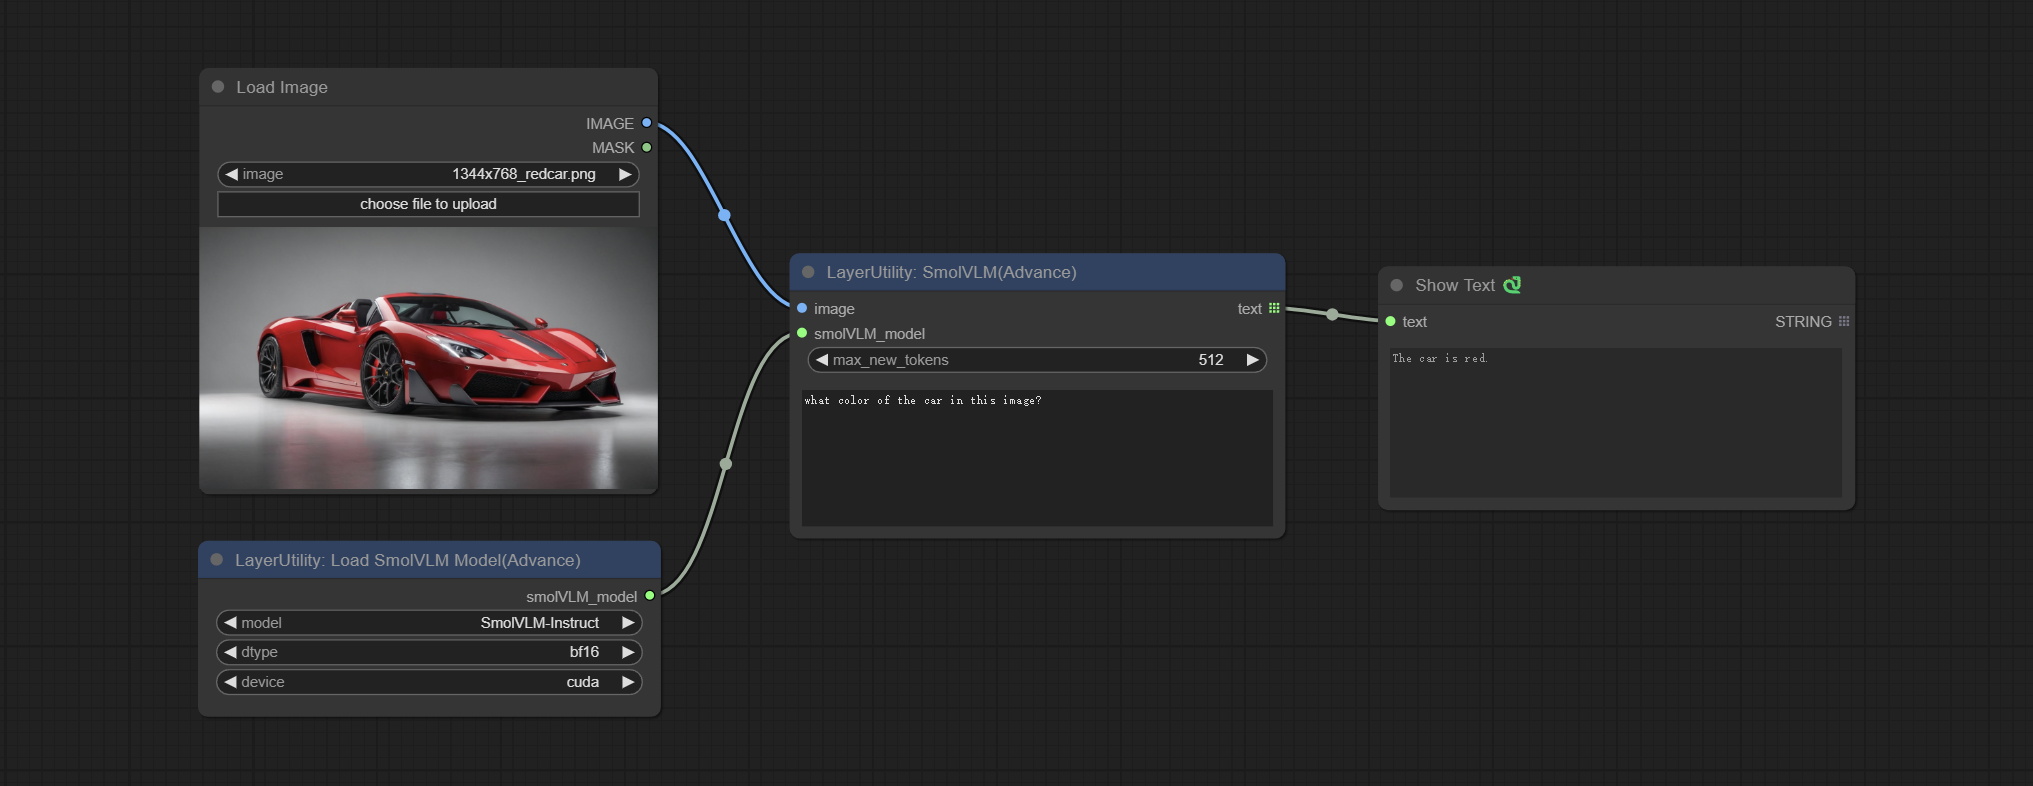 Load Image
IMAGE
MASK
image 1344x768_redcar.png
choose file to upload
LayerUtility: Load SmolVLM Model(Advance)
smolVLM_model
model SmolVLM-Instruct
dtype bf16
device cuda
LayerUtility: SmolVLM(Advance)
image text
smolVLM_model
max_new_tokens 512
what color of the car in this image?
Show Text
text STRING
The car is red.